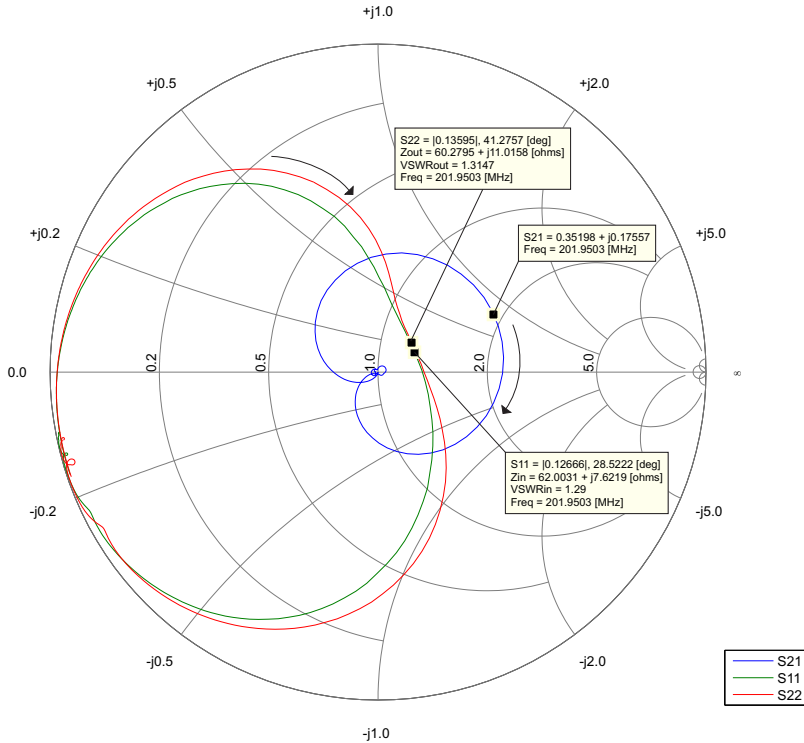 +j1.0
+j0.5
+j2.0
S22 = |0.13595|, 41.2757 [deg]
Zout = 60.2795 + j11.0158 [ohms]
VSWRout = 1.3147
Freq = 201.9503 [MHz]
+j0.2
+j5.0
S21 = 0.35198 + j0.17557
Freq = 201.9503 [MHz]
0.0
0.2
0.5
1.0
2.0
5.0
∞
S11 = |0.12666|, 28.5222 [deg]
Zin = 62.0031 + j7.6219 [ohms]
VSWRin = 1.29
Freq = 201.9503 [MHz]
-j0.2
-j5.0
-j0.5
-j2.0
-j1.0
S21
S11
S22